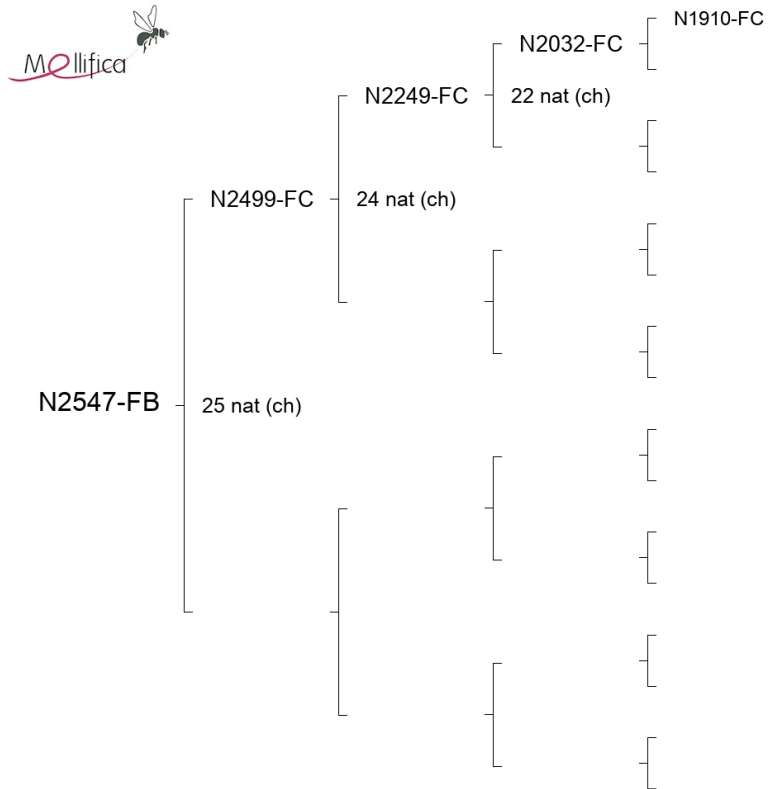 Mellifica
N1910-FC
N2032-FC
N2249-FC
22 nat (ch)
N2499-FC
24 nat (ch)
N2547-FB
25 nat (ch)